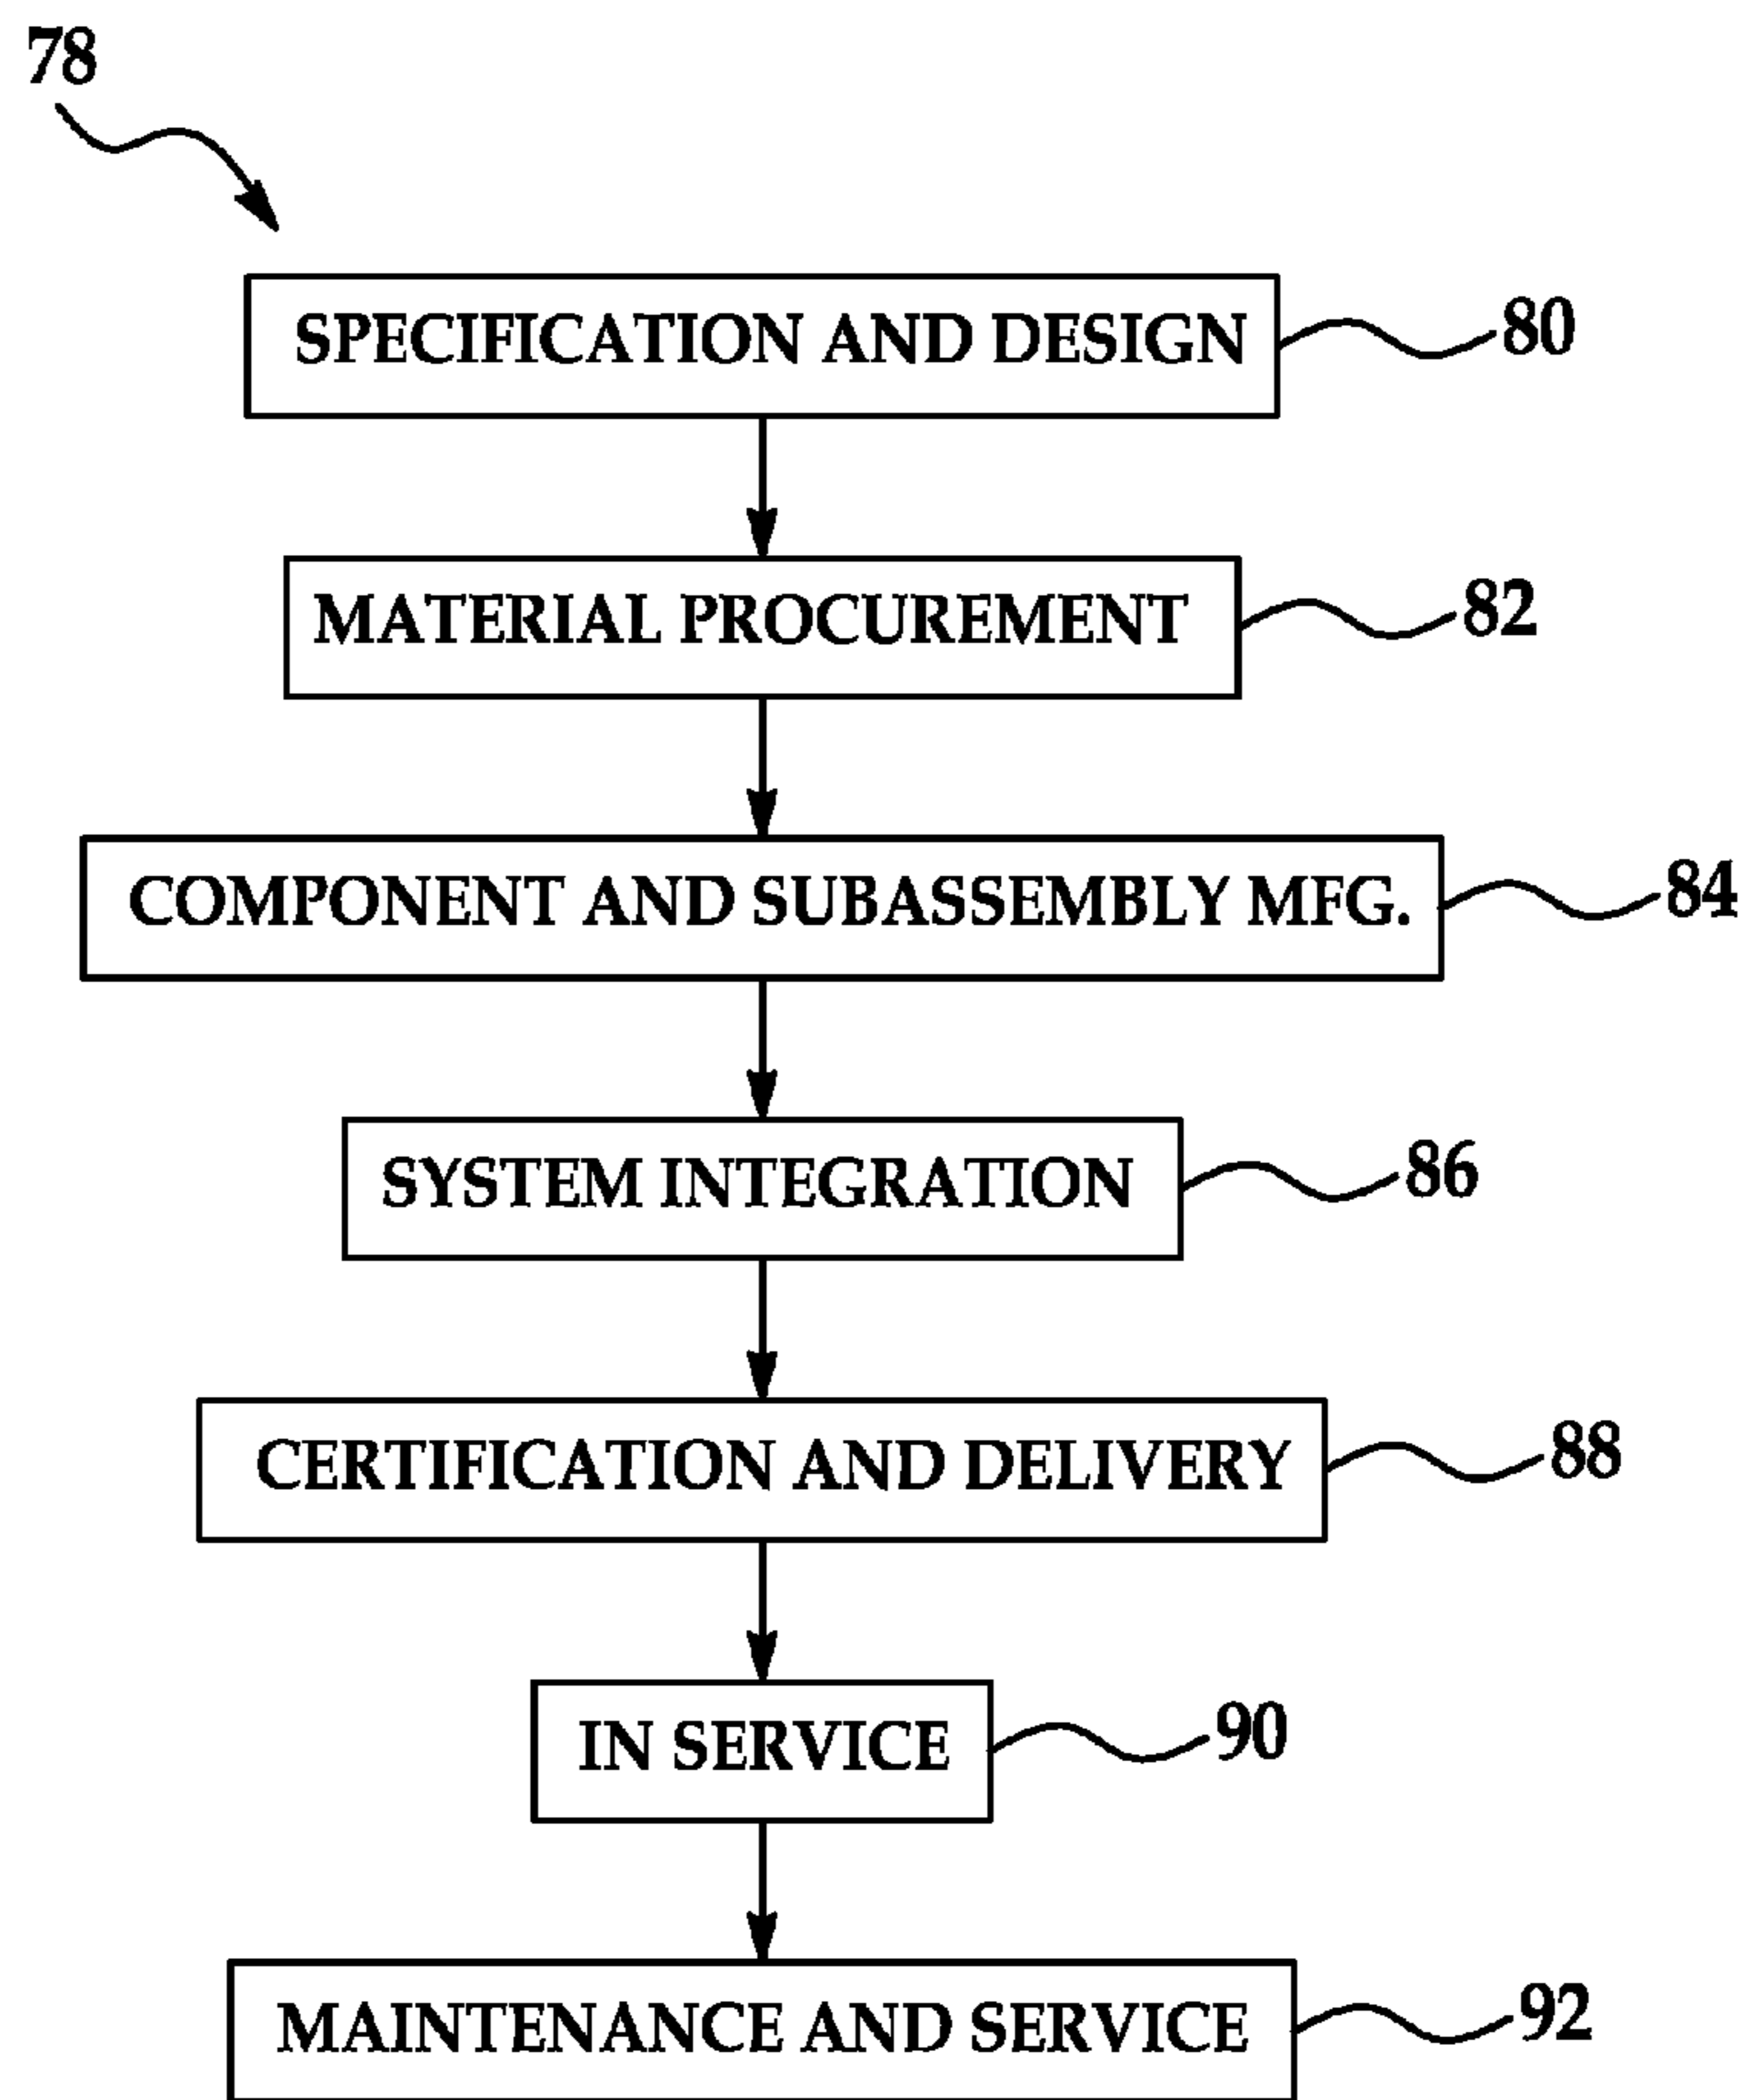 78
SPECIFICATION AND DESIGN 80
MATERIAL PROCUREMENT 82
COMPONENT AND SUBASSEMBLY MFG. 84
SYSTEM INTEGRATION 86
CERTIFICATION AND DELIVERY 88
IN SERVICE 90
MAINTENANCE AND SERVICE 92